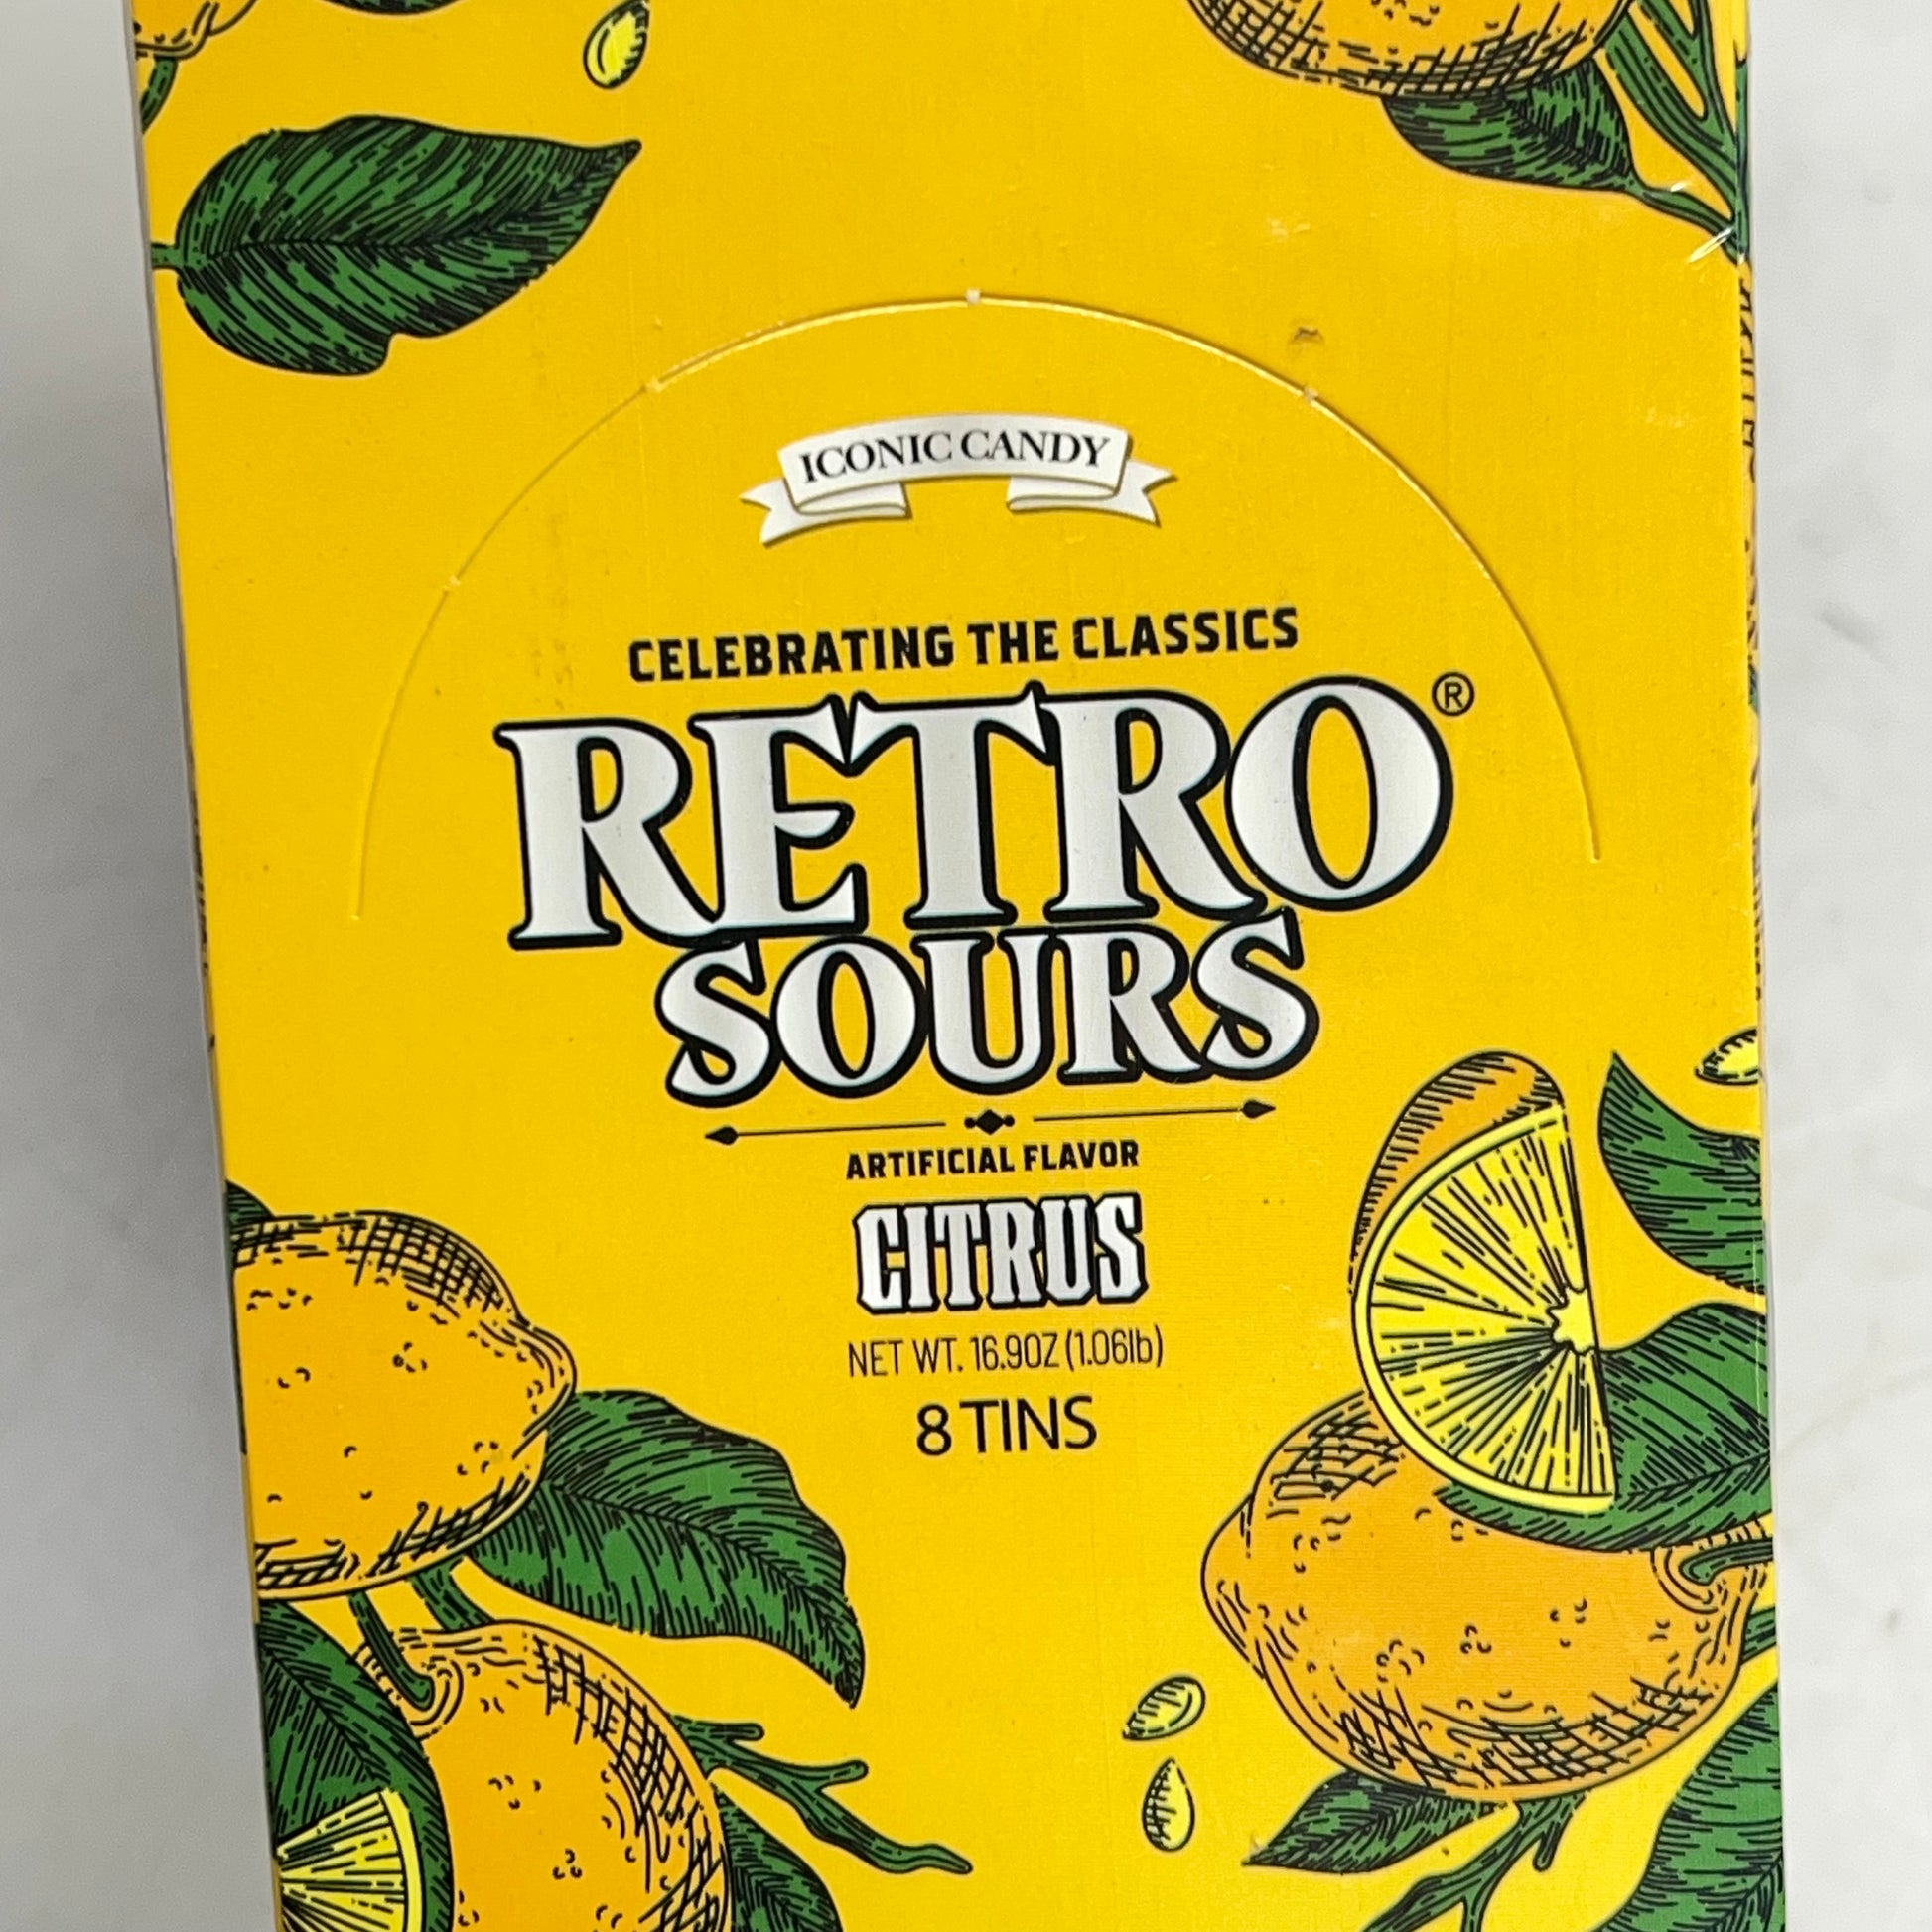 ICONIC CANDY
CELEBRATING THE CLASSICS
RETRO®
SOURS
ARTIFICIAL FLAVOR
CITRUS
NET WT. 16.9OZ (1.06lb)
8 TINS